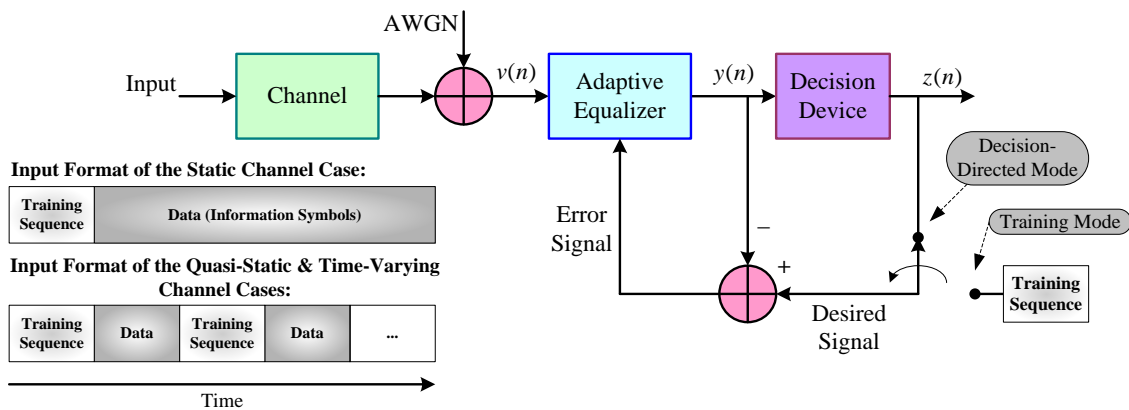 AWGN
Input
Channel
v(n)
Adaptive
Equalizer
y(n)
Decision
Device
z(n)
Decision-
Directed Mode
Training Mode
Training
Sequence
Error
Signal
−
+
Desired
Signal
Input Format of the Static Channel Case:
Training
Sequence
Data (Information Symbols)
Input Format of the Quasi-Static & Time-Varying
Channel Cases:
Training
Sequence
Data
Training
Sequence
Data
...
Time